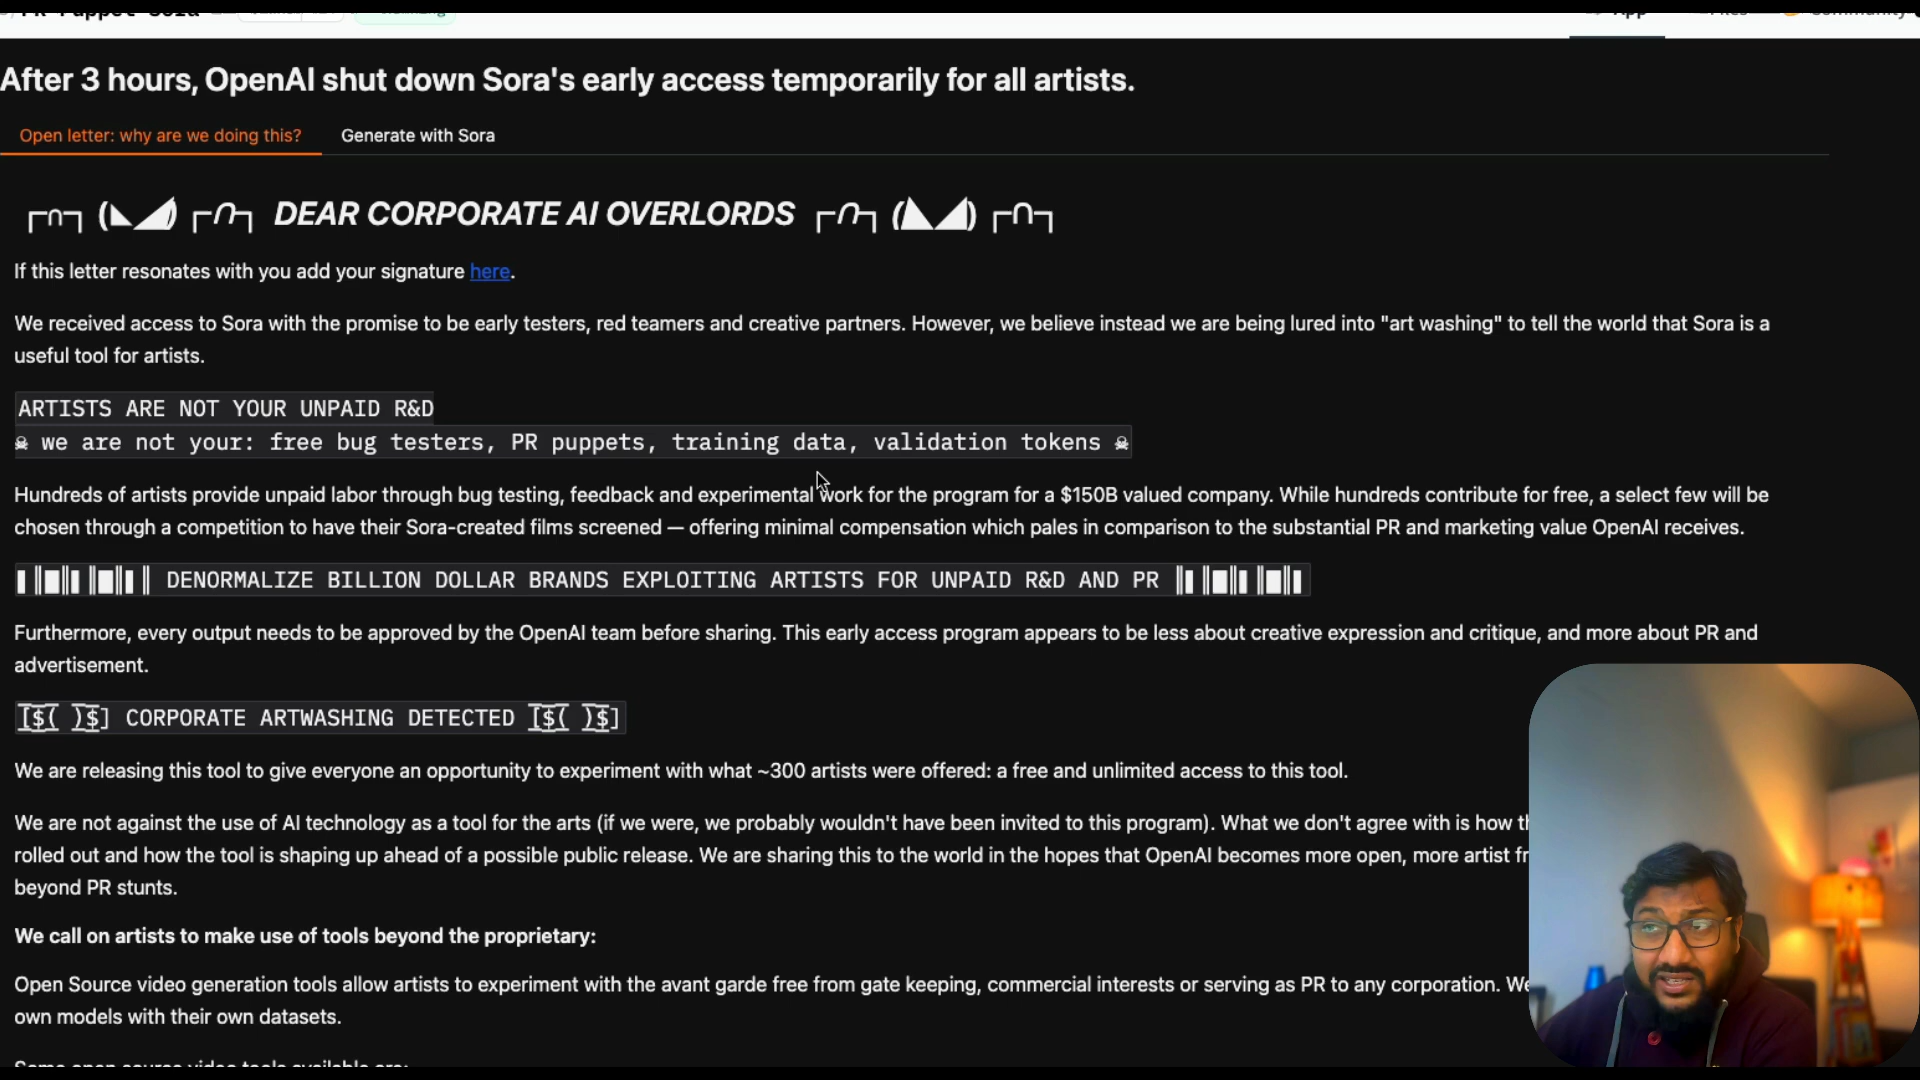 After 3 hours, OpenAI shut down Sora's early access temporarily for all artists.
Open letter: why are we doing this? Generate with Sora
DEAR CORPORATE AI OVERLORDS
If this letter resonates with you add your signature here.
We received access to Sora with the promise to be early testers, red teamers and creative partners. However, we believe instead we are being lured into "art washing" to tell the world that Sora is a
useful tool for artists.
ARTISTS ARE NOT YOUR UNPAID R&D
☠ we are not your: free bug testers, PR puppets, training data, validation tokens ☠
Hundreds of artists provide unpaid labor through bug testing, feedback and experimental work for the program for a $150B valued company. While hundreds contribute for free, a select few will be
chosen through a competition to have their Sora-created films screened — offering minimal compensation which pales in comparison to the substantial PR and marketing value OpenAI receives.
DENORMALIZE BILLION DOLLAR BRANDS EXPLOITING ARTISTS FOR UNPAID R&D AND PR
Furthermore, every output needs to be approved by the OpenAI team before sharing. This early access program appears to be less about creative expression and critique, and more about PR and
advertisement.
[$( )$] CORPORATE ARTWASHING DETECTED [$( )$]
We are releasing this tool to give everyone an opportunity to experiment with what ~300 artists were offered: a free and unlimited access to this tool.
We are not against the use of AI technology as a tool for the arts (if we were, we probably wouldn't have been invited to this program). What we don't agree with is how
rolled out and how the tool is shaping up ahead of a possible public release. We are sharing this to the world in the hopes that OpenAI becomes more open, more artist
beyond PR stunts.
We call on artists to make use of tools beyond the proprietary:
Open Source video generation tools allow artists to experiment with the avant garde free from gate keeping, commercial interests or serving as PR to any corporation.
own models with their own datasets.